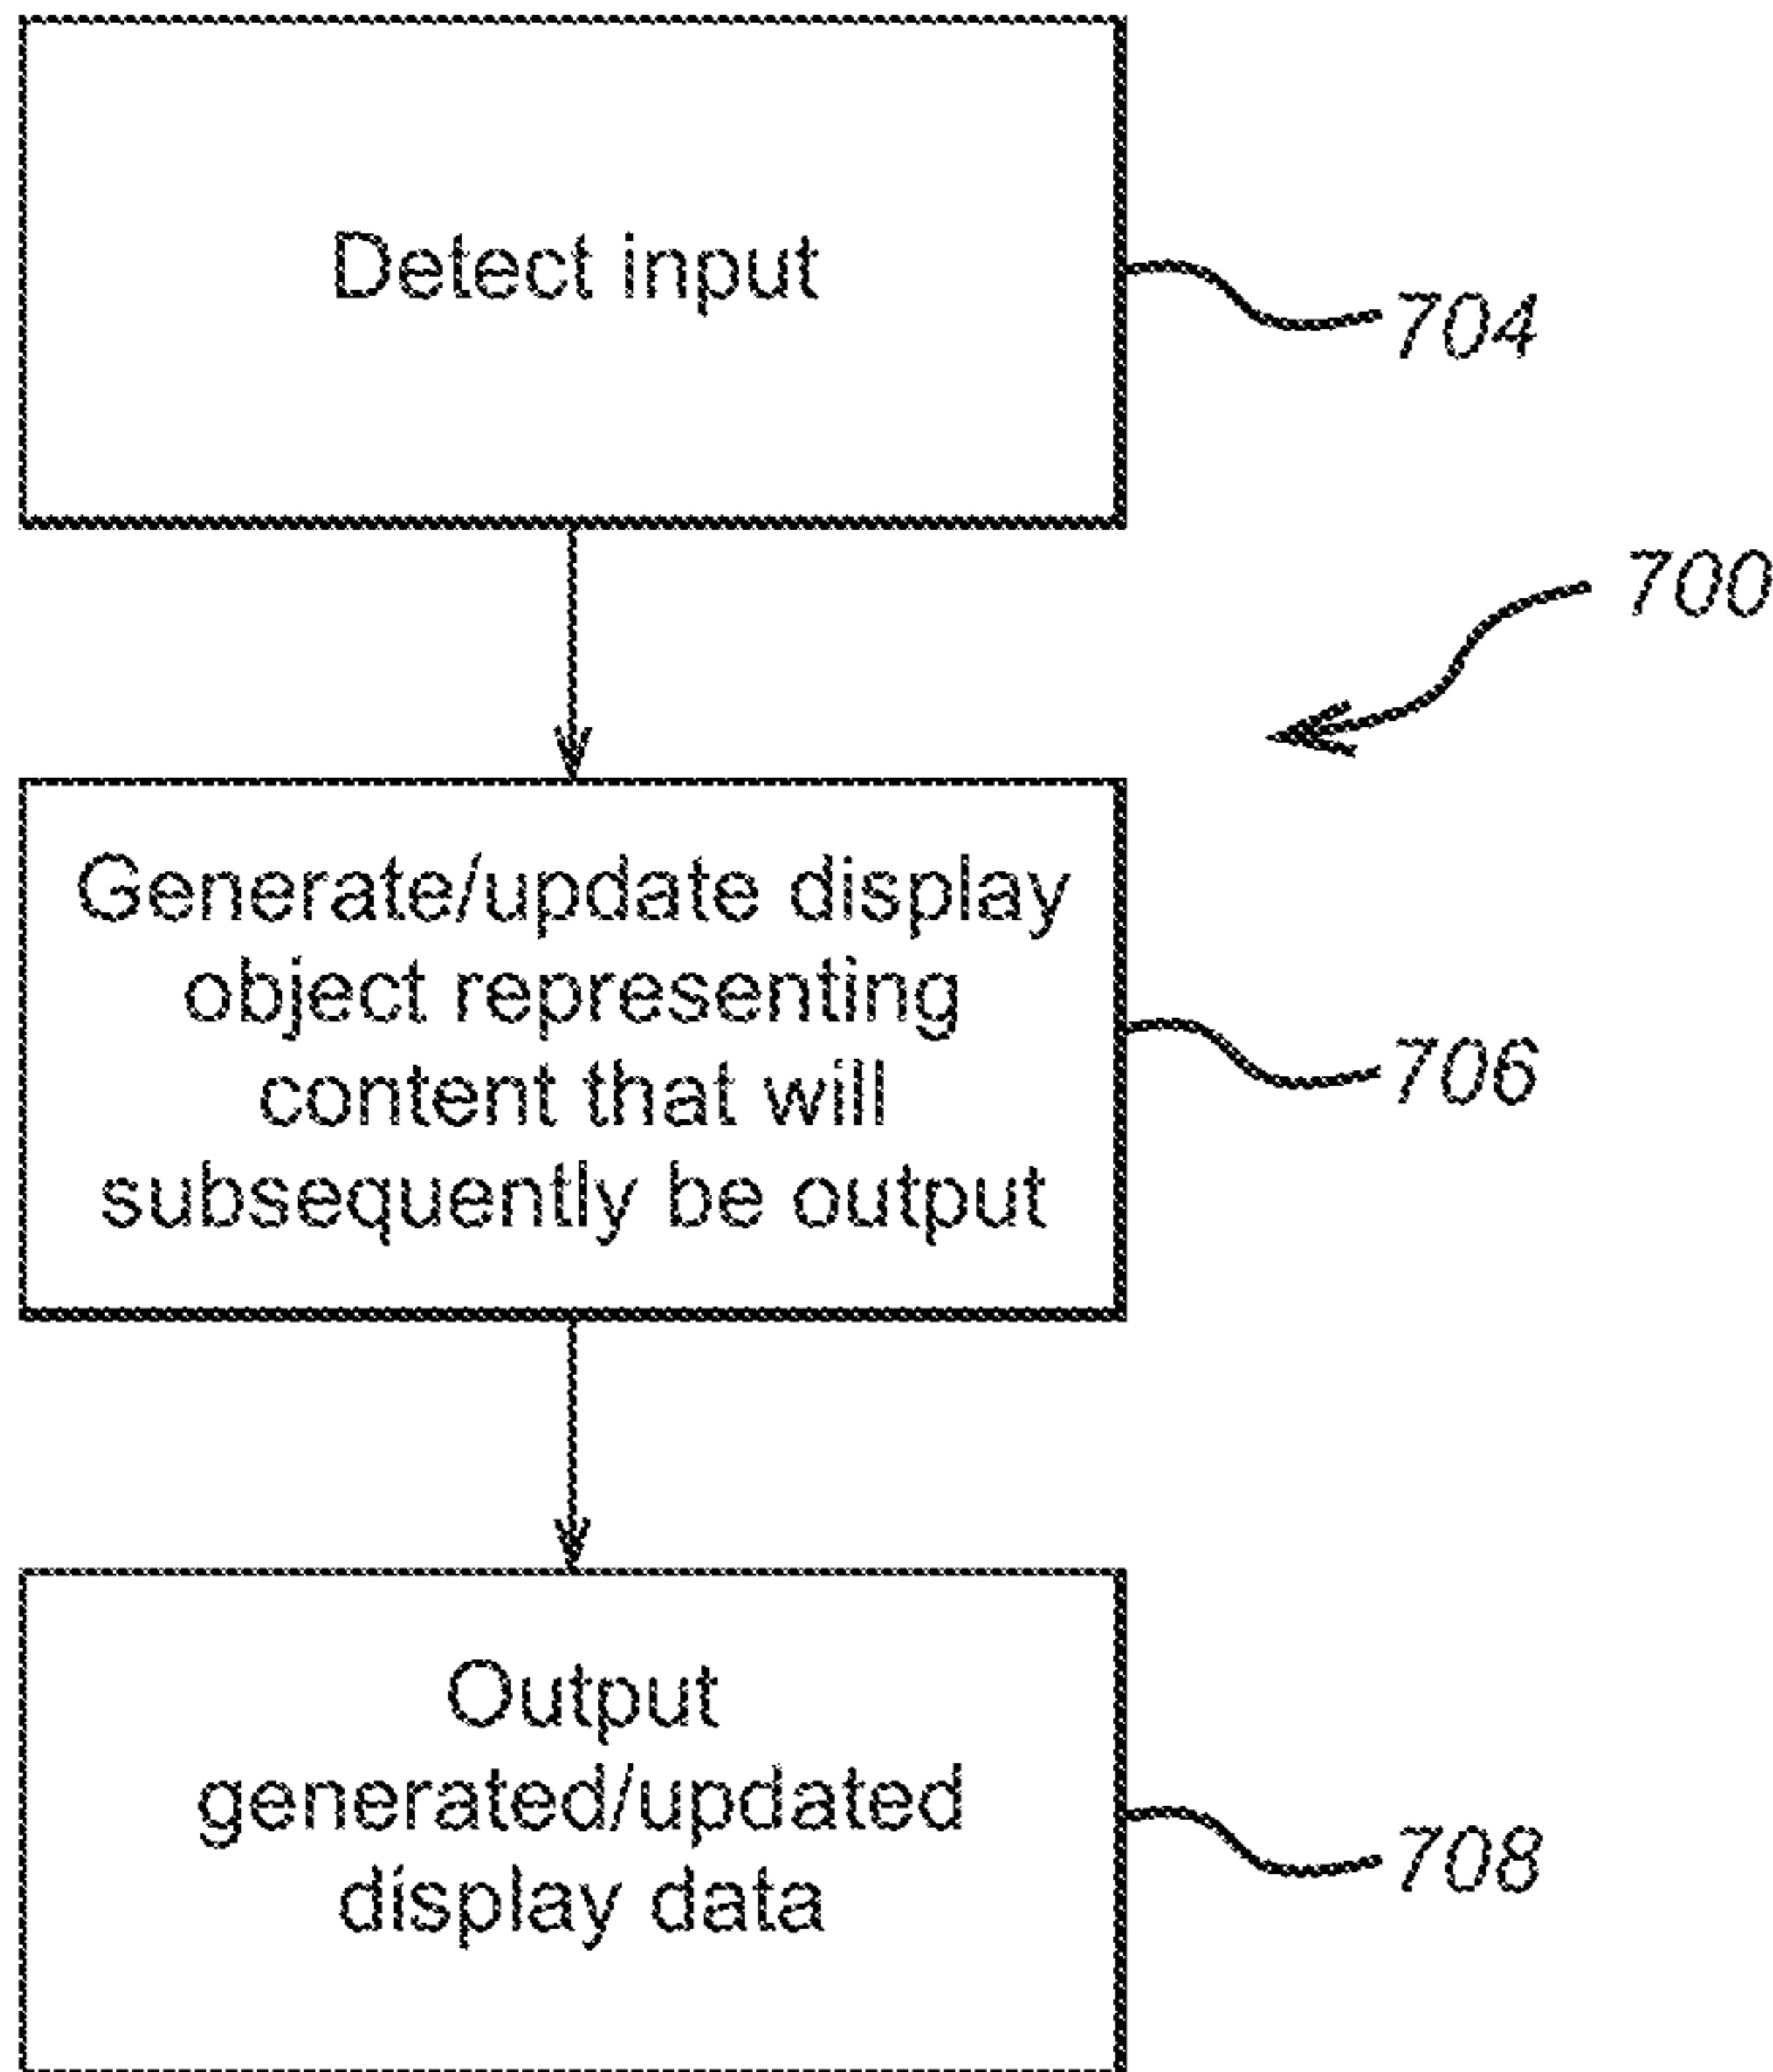 Detect input
704
700
Generate/update display
object representing
content that will
subsequently be output
706
Output
generated/updated
display data
708